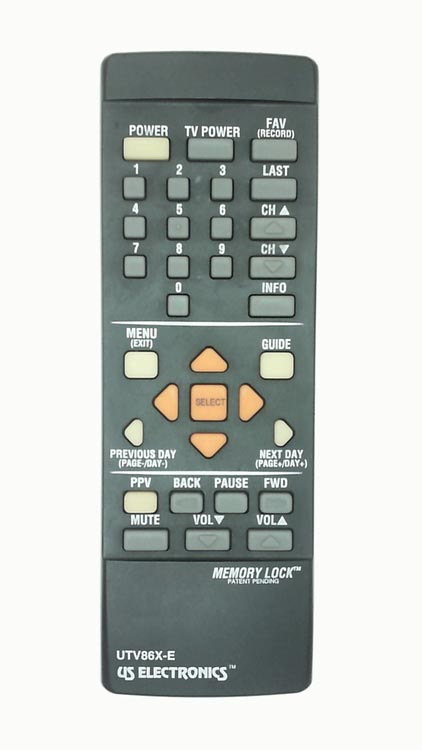 POWER TV POWER FAV
(RECORD)
1 2 3 LAST
4 5 6 CH ▲
7 8 9 CH ▼
0 INFO
MENU
(EXIT) GUIDE
SELECT
PREVIOUS DAY NEXT DAY
(PAGE-/DAY-) (PAGE+/DAY+)
PPV BACK PAUSE FWD
MUTE VOL▼ VOL▲
MEMORY LOCK™
PATENT PENDING
UTV86X-E
US ELECTRONICS™